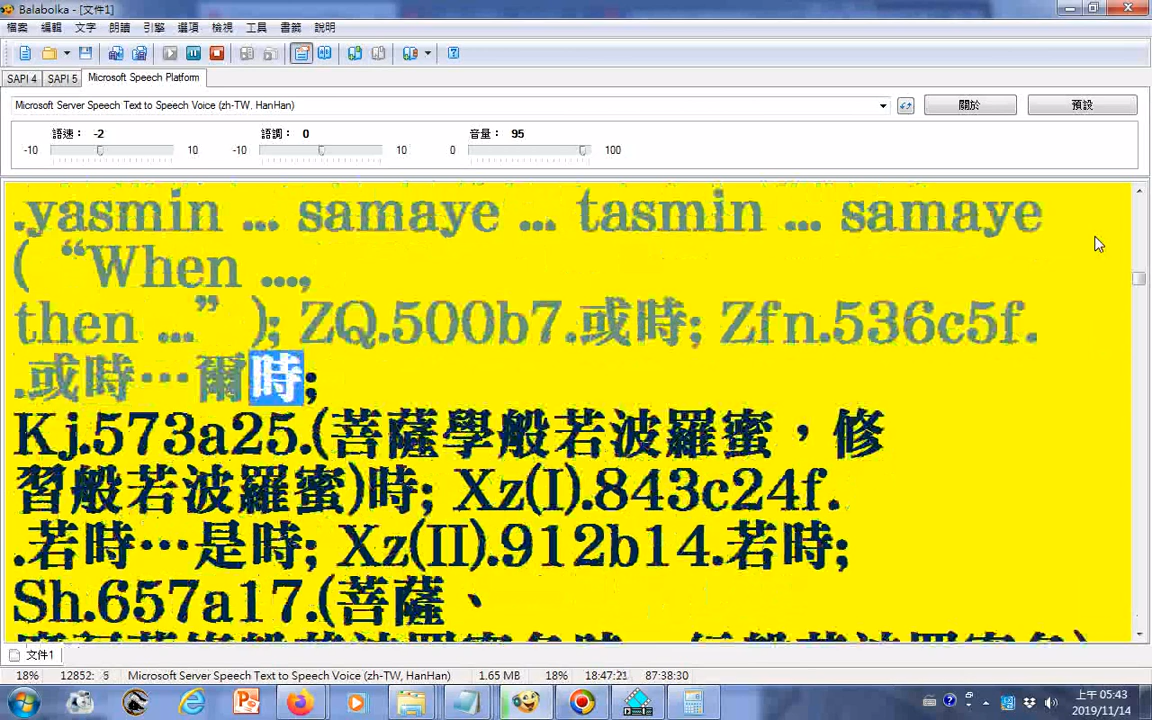 Balabolka - [文件1]
檔案 編輯 文字 朗讀 引擎 選項 檢視 工具 書籤 說明
SAPI 4 SAPI 5 Microsoft Speech Platform
Microsoft Server Speech Text to Speech Voice (zh-TW, HanHan) 關於 預設
語速： -2 語調： 0 音量： 95
-10 10 -10 10 0 100
.yasmin ... samaye ... tasmin ... samaye
(“When ...,
then ...” ); ZQ.500b7.或時; Zfn.536c5f.
.或時…爾時;
Kj.573a25.(菩薩學般若波羅蜜，修
習般若波羅蜜)時; Xz(I).843c24f.
.若時…是時; Xz(II).912b14.若時;
Sh.657a17.(菩薩、
文件1
18% 12852: 5 Microsoft Server Speech Text to Speech Voice (zh-TW, HanHan) 1.65 MB 18% 18:47:21 87:38:30
上午 05:43
2019/11/14